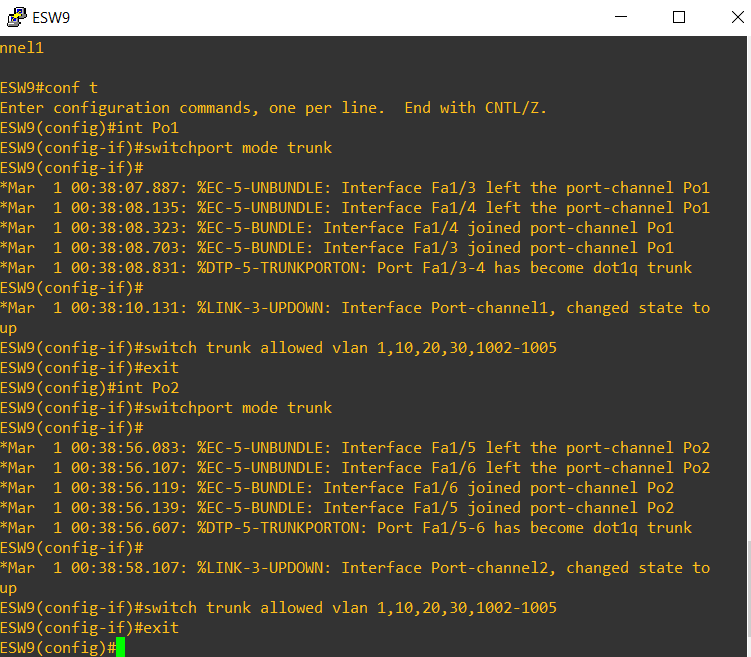 ESW9
nnel1
ESW9#conf t
Enter configuration commands, one per line.  End with CNTL/Z.
ESW9(config)#int Po1
ESW9(config-if)#switchport mode trunk
ESW9(config-if)#
*Mar  1 00:38:07.887: %EC-5-UNBUNDLE: Interface Fa1/3 left the port-channel Po1
*Mar  1 00:38:08.135: %EC-5-UNBUNDLE: Interface Fa1/4 left the port-channel Po1
*Mar  1 00:38:08.323: %EC-5-BUNDLE: Interface Fa1/4 joined port-channel Po1
*Mar  1 00:38:08.703: %EC-5-BUNDLE: Interface Fa1/3 joined port-channel Po1
*Mar  1 00:38:08.831: %DTP-5-TRUNKPORTON: Port Fa1/3-4 has become dot1q trunk
ESW9(config-if)#
*Mar  1 00:38:10.131: %LINK-3-UPDOWN: Interface Port-channel1, changed state to
up
ESW9(config-if)#switch trunk allowed vlan 1,10,20,30,1002-1005
ESW9(config-if)#exit
ESW9(config)#int Po2
ESW9(config-if)#switchport mode trunk
ESW9(config-if)#
*Mar  1 00:38:56.083: %EC-5-UNBUNDLE: Interface Fa1/5 left the port-channel Po2
*Mar  1 00:38:56.107: %EC-5-UNBUNDLE: Interface Fa1/6 left the port-channel Po2
*Mar  1 00:38:56.119: %EC-5-BUNDLE: Interface Fa1/6 joined port-channel Po2
*Mar  1 00:38:56.139: %EC-5-BUNDLE: Interface Fa1/5 joined port-channel Po2
*Mar  1 00:38:56.607: %DTP-5-TRUNKPORTON: Port Fa1/5-6 has become dot1q trunk
ESW9(config-if)#
*Mar  1 00:38:58.107: %LINK-3-UPDOWN: Interface Port-channel2, changed state to
up
ESW9(config-if)#switch trunk allowed vlan 1,10,20,30,1002-1005
ESW9(config-if)#exit
ESW9(config)#